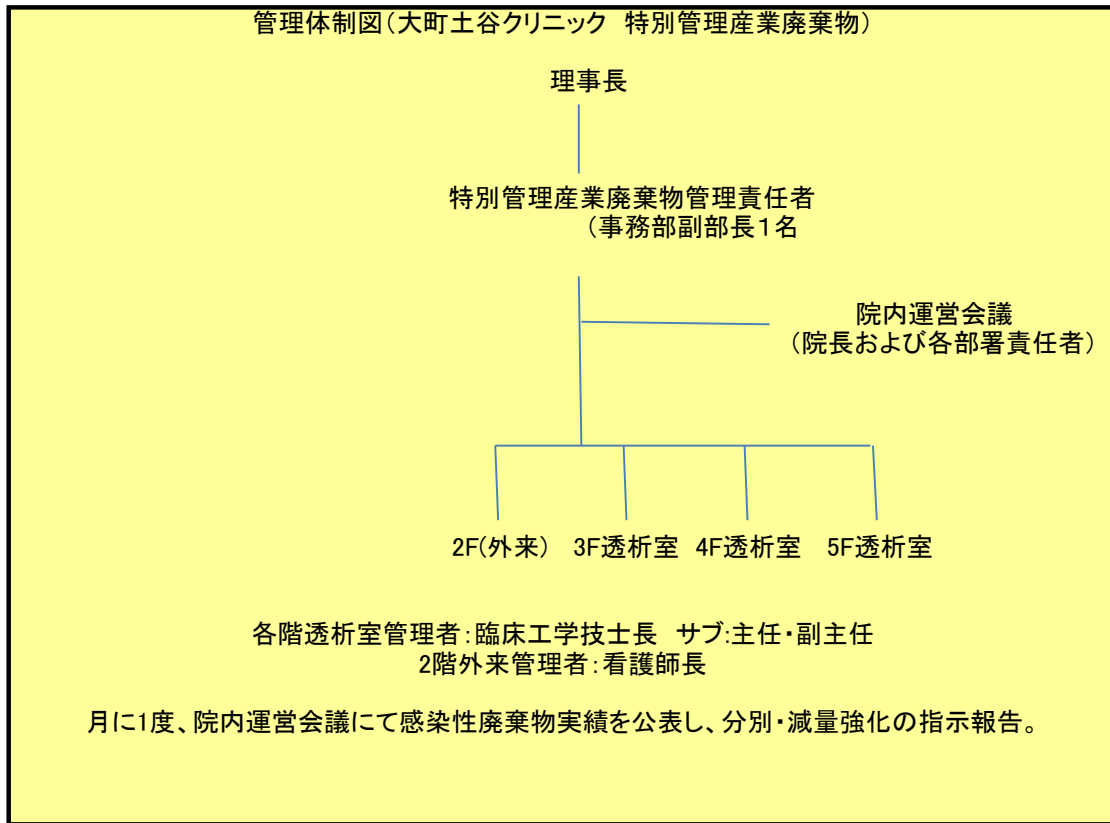 管理体制図(大町土谷クリニック　特別管理産業廃棄物)
理事長
特別管理産業廃棄物管理責任者
(事務部副部長1名
院内運営会議
(院長および各部署責任者)
2F(外来)　3F透析室　4F透析室　5F透析室
各階透析室管理者:臨床工学技士長　サブ:主任・副主任
2階外来管理者:看護師長
月に1度、院内運営会議にて感染性廃棄物実績を公表し、分別・減量強化の指示報告。